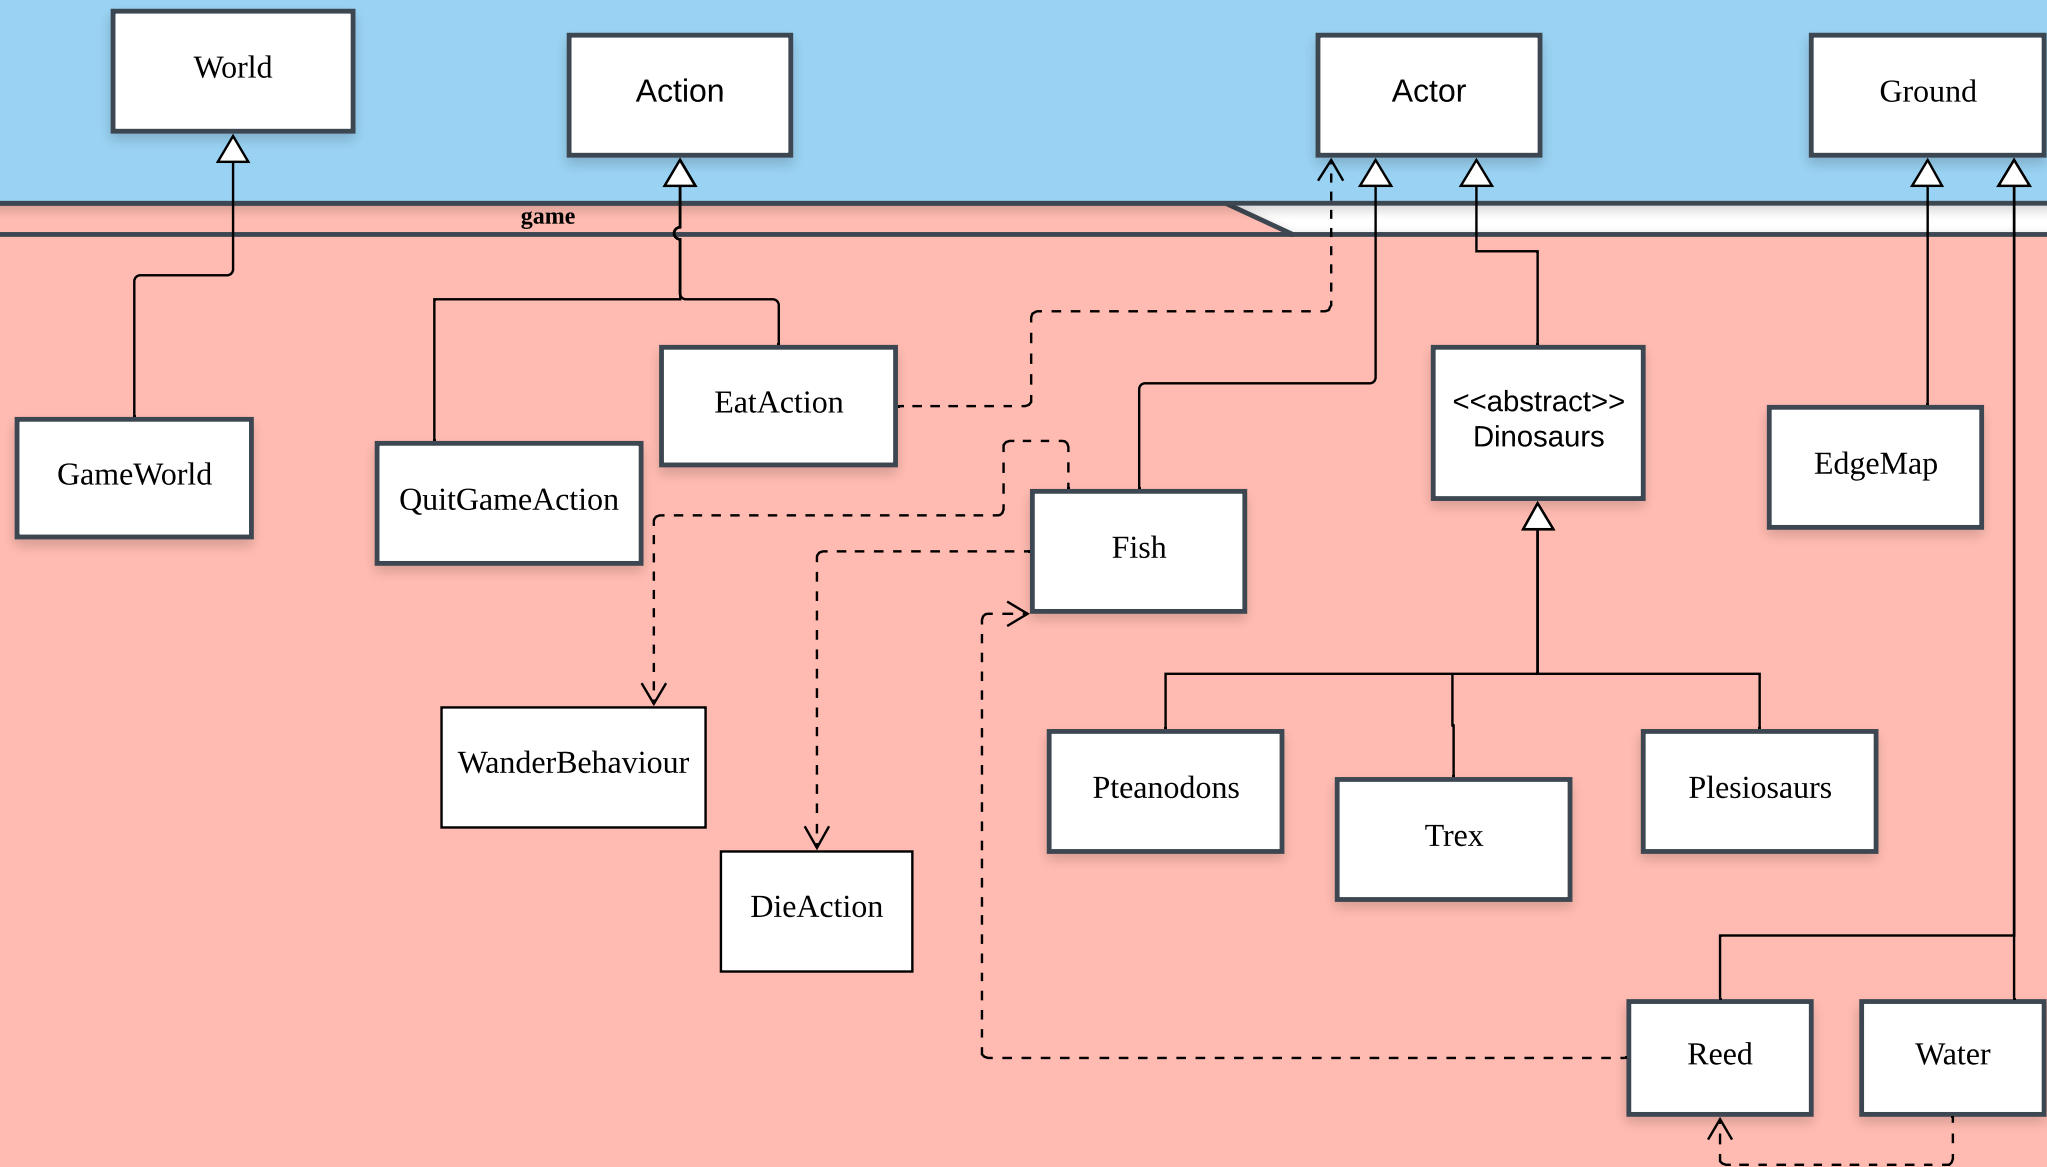 World
Action
Actor
Ground
game
EatAction
<<abstract>>
Dinosaurs
GameWorld
QuitGameAction
EdgeMap
Fish
WanderBehaviour
Pteanodons
Trex
Plesiosaurs
DieAction
Reed
Water